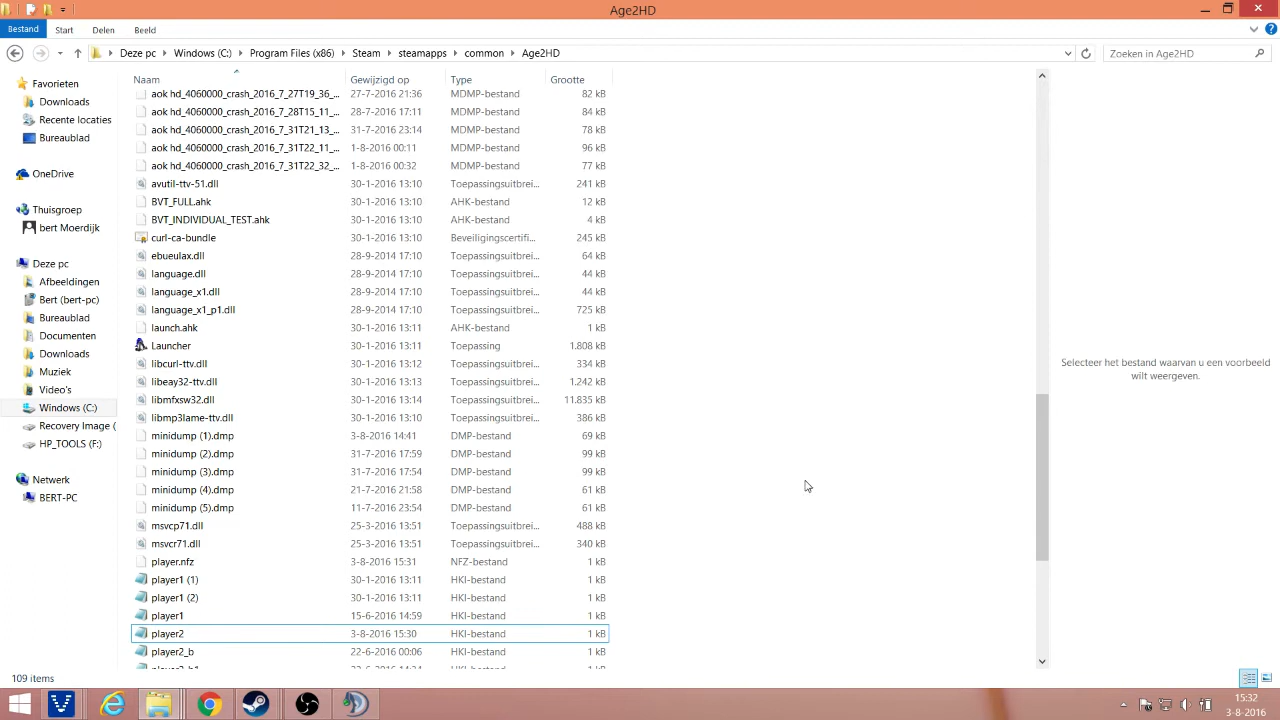 Age2HD
Bestand Start Delen Beeld
Deze pc Windows (C:) Program Files (x86) Steam steamapps common Age2HD Zoeken in Age2HD
Naam Gewijzigd op Type Grootte
Favorieten
Downloads
Recente locaties
Bureaublad
OneDrive
Thuisgroep
bert Moerdijk
Deze pc
Afbeeldingen
Bert (bert-pc)
Bureaublad
Documenten
Downloads
Muziek
Video's
Windows (C:)
Recovery Image (
HP_TOOLS (F:)
Netwerk
BERT-PC
aok hd_4060000_crash_2016_7_27T19_36_... 27-7-2016 21:36 MDMP-bestand 82 kB
aok hd_4060000_crash_2016_7_28T15_11_... 28-7-2016 17:11 MDMP-bestand 84 kB
aok hd_4060000_crash_2016_7_31T21_13_... 31-7-2016 23:14 MDMP-bestand 78 kB
aok hd_4060000_crash_2016_7_31T22_11_... 1-8-2016 00:11 MDMP-bestand 96 kB
aok hd_4060000_crash_2016_7_31T22_32_... 1-8-2016 00:32 MDMP-bestand 77 kB
avutil-ttv-51.dll 30-1-2016 13:10 Toepassingsuitbrei... 241 kB
BVT_FULL.ahk 30-1-2016 13:10 AHK-bestand 12 kB
BVT_INDIVIDUAL_TEST.ahk 30-1-2016 13:10 AHK-bestand 4 kB
curl-ca-bundle 30-1-2016 13:10 Beveiligingscertifi... 245 kB
ebueulax.dll 28-9-2014 17:10 Toepassingsuitbrei... 64 kB
language.dll 28-9-2014 17:10 Toepassingsuitbrei... 44 kB
language_x1.dll 28-9-2014 17:10 Toepassingsuitbrei... 44 kB
language_x1_p1.dll 28-9-2014 17:10 Toepassingsuitbrei... 725 kB
launch.ahk 30-1-2016 13:11 AHK-bestand 1 kB
Launcher 30-1-2016 13:11 Toepassing 1.808 kB
libcurl-ttv.dll 30-1-2016 13:12 Toepassingsuitbrei... 334 kB
libeay32-ttv.dll 30-1-2016 13:13 Toepassingsuitbrei... 1.242 kB
libmfxsw32.dll 30-1-2016 13:14 Toepassingsuitbrei... 11.835 kB
libmp3lame-ttv.dll 30-1-2016 13:10 Toepassingsuitbrei... 386 kB
minidump (1).dmp 3-8-2016 14:41 DMP-bestand 69 kB
minidump (2).dmp 31-7-2016 17:59 DMP-bestand 99 kB
minidump (3).dmp 31-7-2016 17:54 DMP-bestand 99 kB
minidump (4).dmp 21-7-2016 21:58 DMP-bestand 61 kB
minidump (5).dmp 11-7-2016 23:54 DMP-bestand 61 kB
msvcp71.dll 25-3-2016 13:51 Toepassingsuitbrei... 488 kB
msvcr71.dll 25-3-2016 13:51 Toepassingsuitbrei... 340 kB
player.nfz 3-8-2016 15:31 NFZ-bestand 1 kB
player1 (1) 30-1-2016 13:11 HKI-bestand 1 kB
player1 (2) 30-1-2016 13:11 HKI-bestand 1 kB
player1 15-6-2016 14:59 HKI-bestand 1 kB
player2 3-8-2016 15:30 HKI-bestand 1 kB
player2_b 22-6-2016 00:06 HKI-bestand 1 kB
Selecteer het bestand waarvan u een voorbeeld
wilt weergeven.
109 items
15:32
3-8-2016